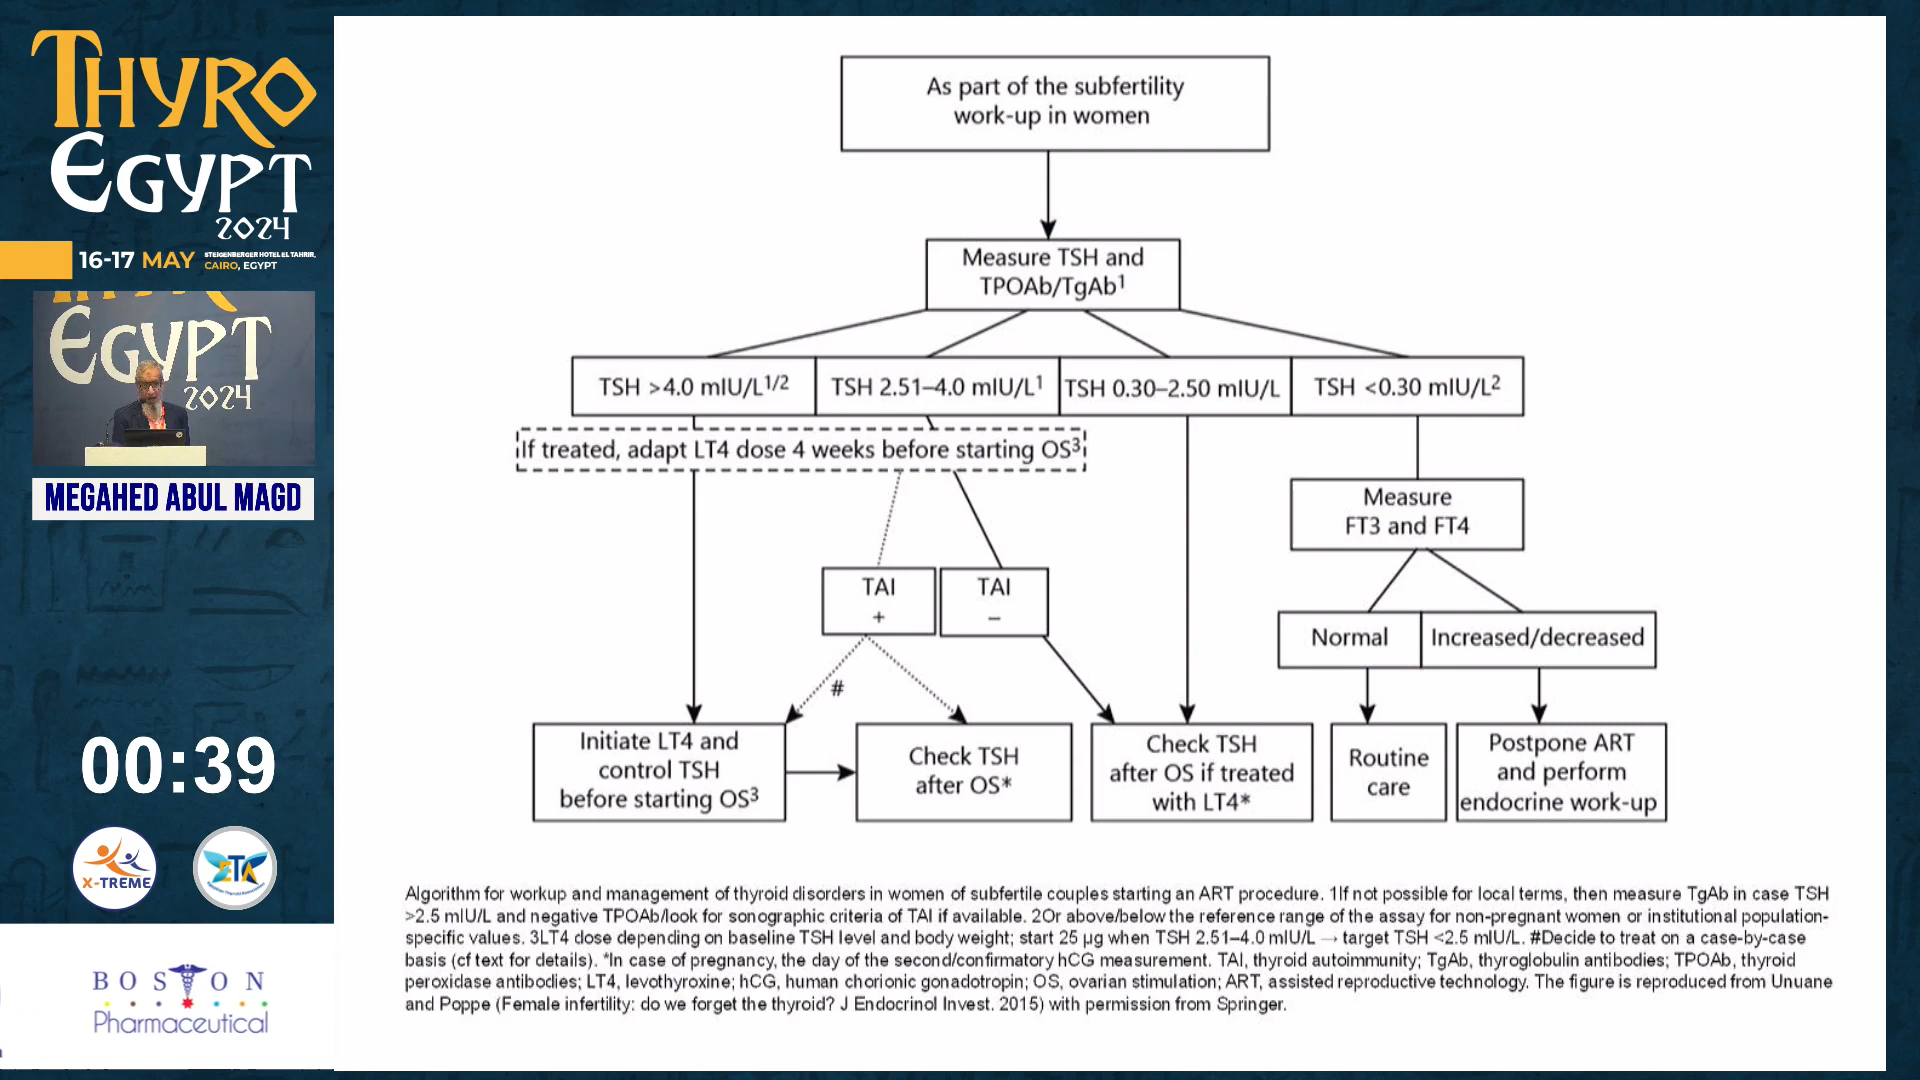 THYRO
EGYPT
2024
16-17 MAY
STEIGENBERGER HOTEL EL TAHRIR,
CAIRO, EGYPT
EGYPT
2024
MEGAHED ABUL MAGD
00:39
X-TREME
ETA
BOSTON
Pharmaceutical
As part of the subfertility
work-up in women
Measure TSH and
TPOAb/TgAb1
TSH >4.0 mIU/L1/2
TSH 2.51–4.0 mIU/L1
TSH 0.30–2.50 mIU/L
TSH <0.30 mIU/L2
If treated, adapt LT4 dose 4 weeks before starting OS3
Measure
FT3 and FT4
TAI
+
TAI
–
Normal
Increased/decreased
#
Initiate LT4 and
control TSH
before starting OS3
Check TSH
after OS*
Check TSH
after OS if treated
with LT4*
Routine
care
Postpone ART
and perform
endocrine work-up
Algorithm for workup and management of thyroid disorders in women of subfertile couples starting an ART procedure. 1If not possible for local terms, then measure TgAb in case TSH
>2.5 mIU/L and negative TPOAb/look for sonographic criteria of TAI if available. 2Or above/below the reference range of the assay for non-pregnant women or institutional population-
specific values. 3LT4 dose depending on baseline TSH level and body weight; start 25 µg when TSH 2.51–4.0 mIU/L → target TSH <2.5 mIU/L. #Decide to treat on a case-by-case
basis (cf text for details). *In case of pregnancy, the day of the second/confirmatory hCG measurement. TAI, thyroid autoimmunity; TgAb, thyroglobulin antibodies; TPOAb, thyroid
peroxidase antibodies; LT4, levothyroxine; hCG, human chorionic gonadotropin; OS, ovarian stimulation; ART, assisted reproductive technology. The figure is reproduced from Unuane
and Poppe (Female infertility: do we forget the thyroid? J Endocrinol Invest. 2015) with permission from Springer.